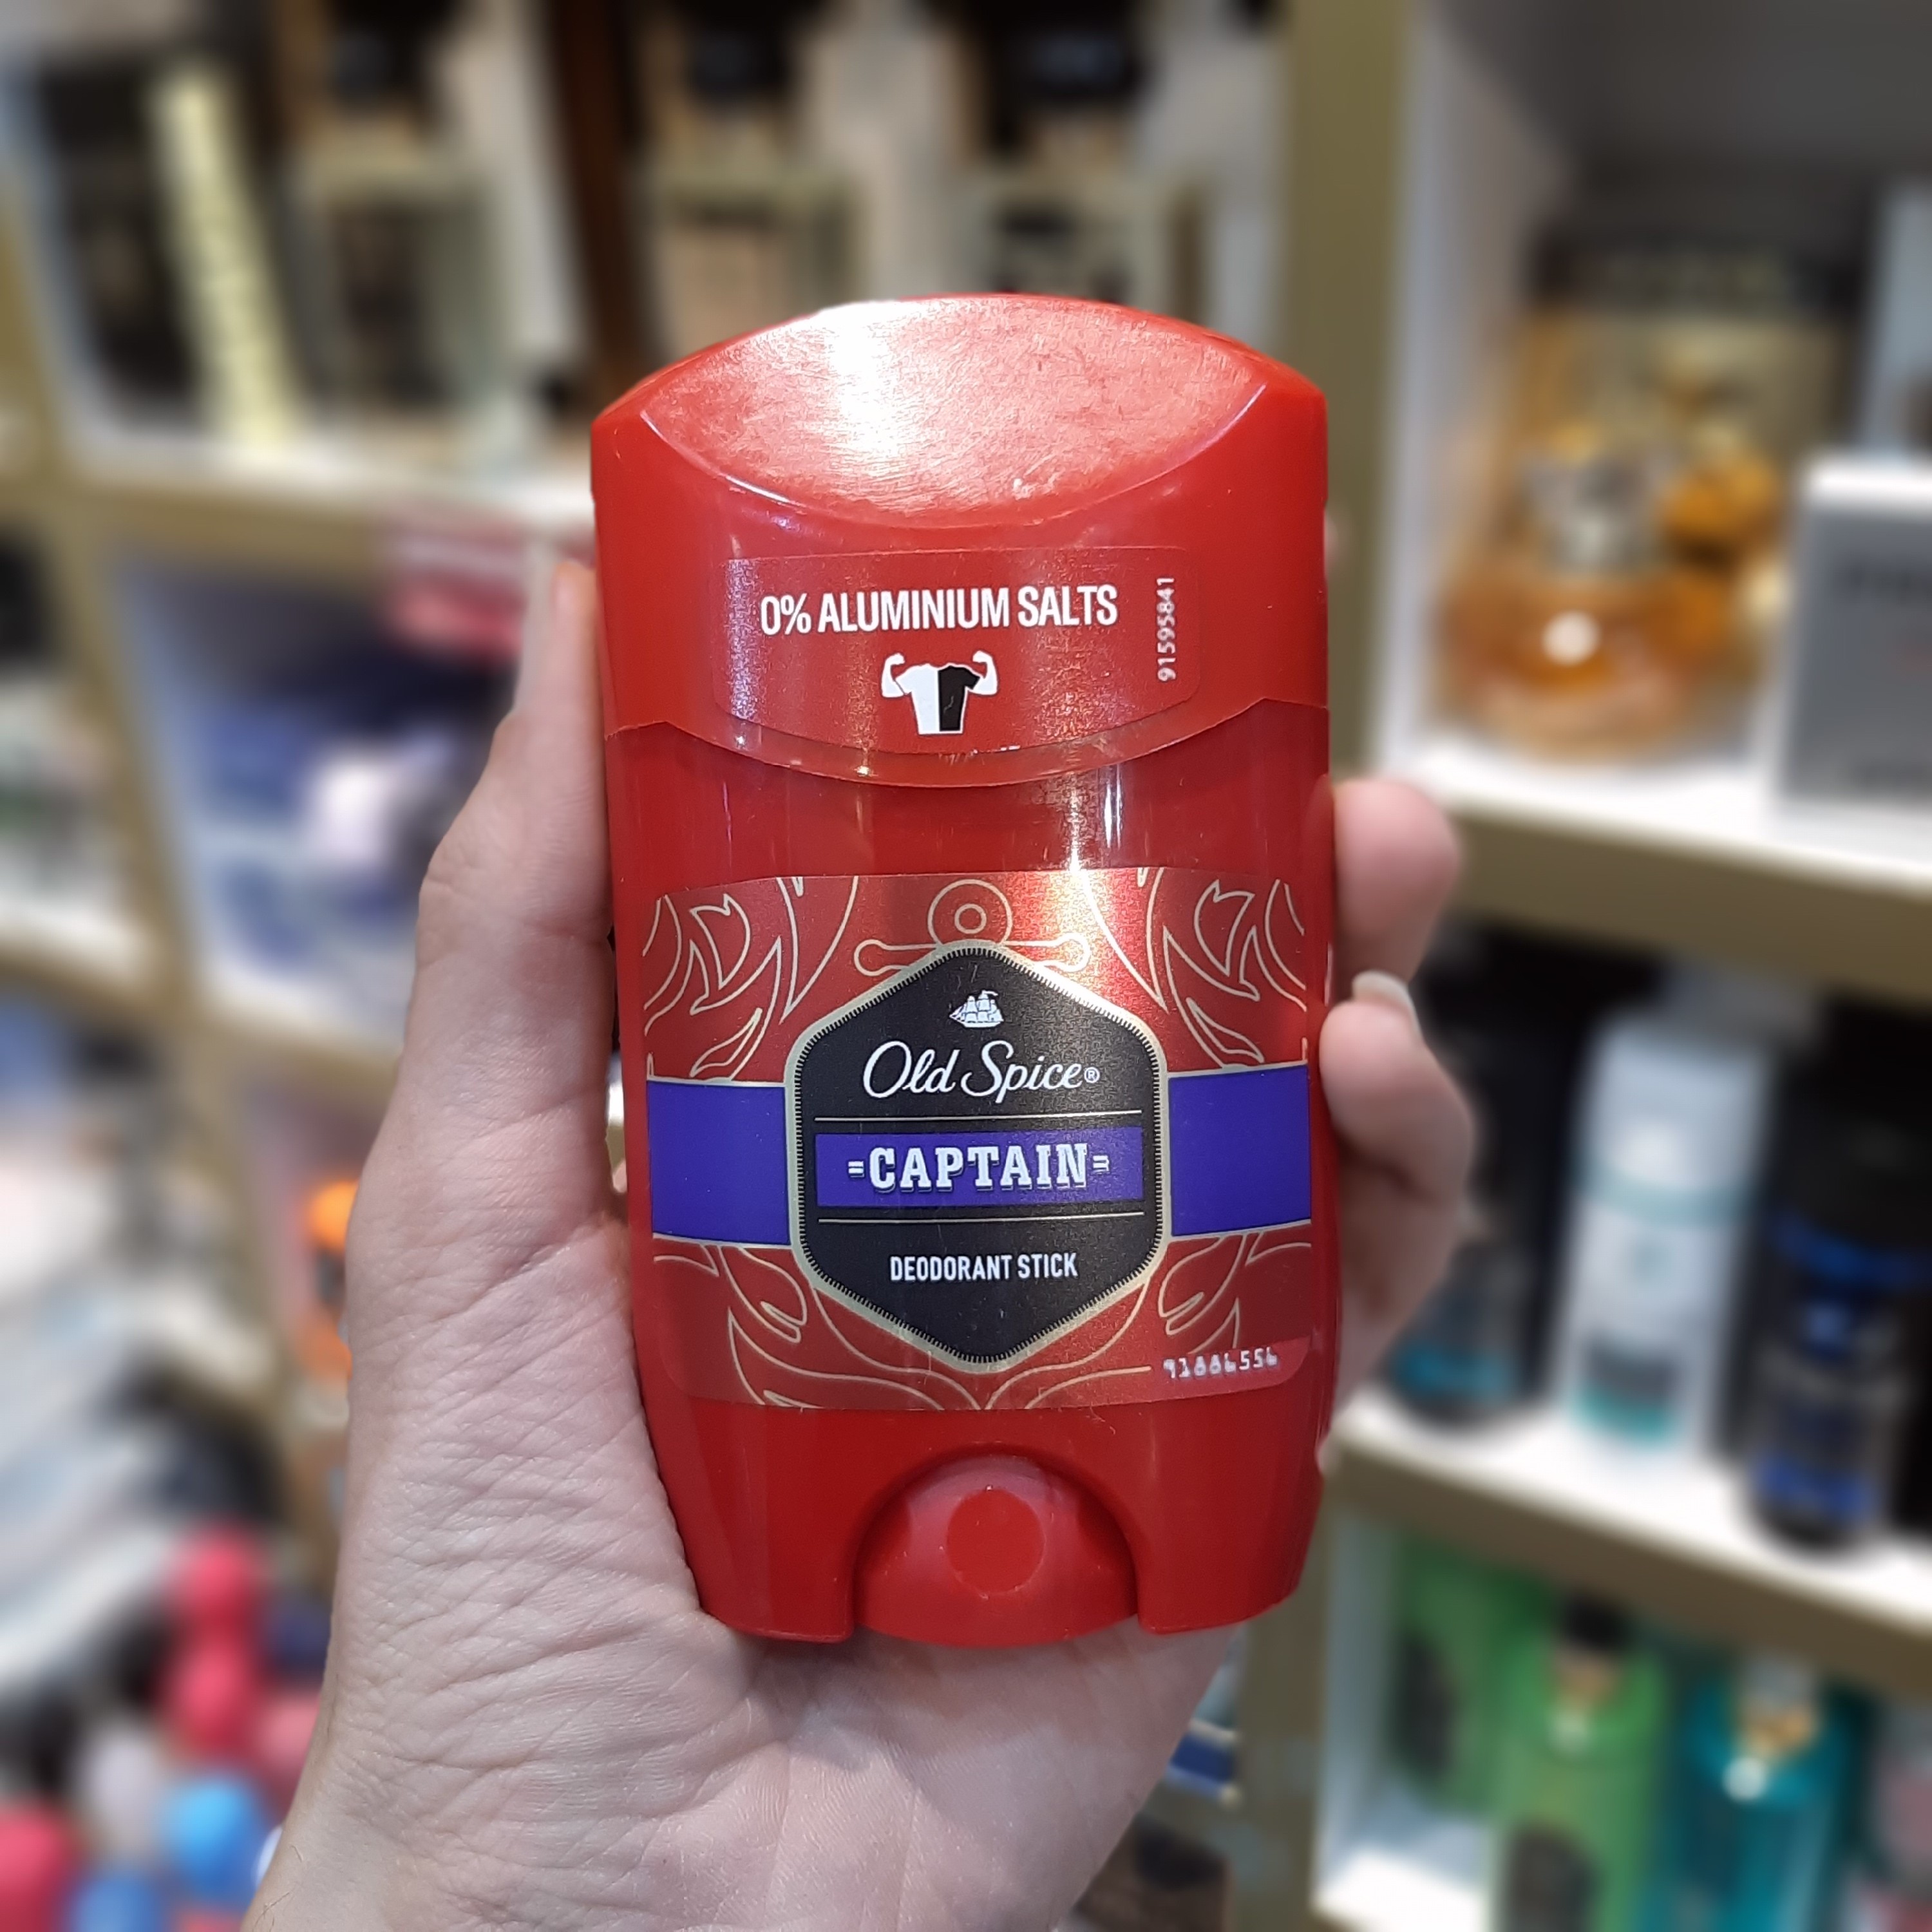 0% ALUMINIUM SALTS
91595841
Old Spice®
=CAPTAIN=
DEODORANT STICK